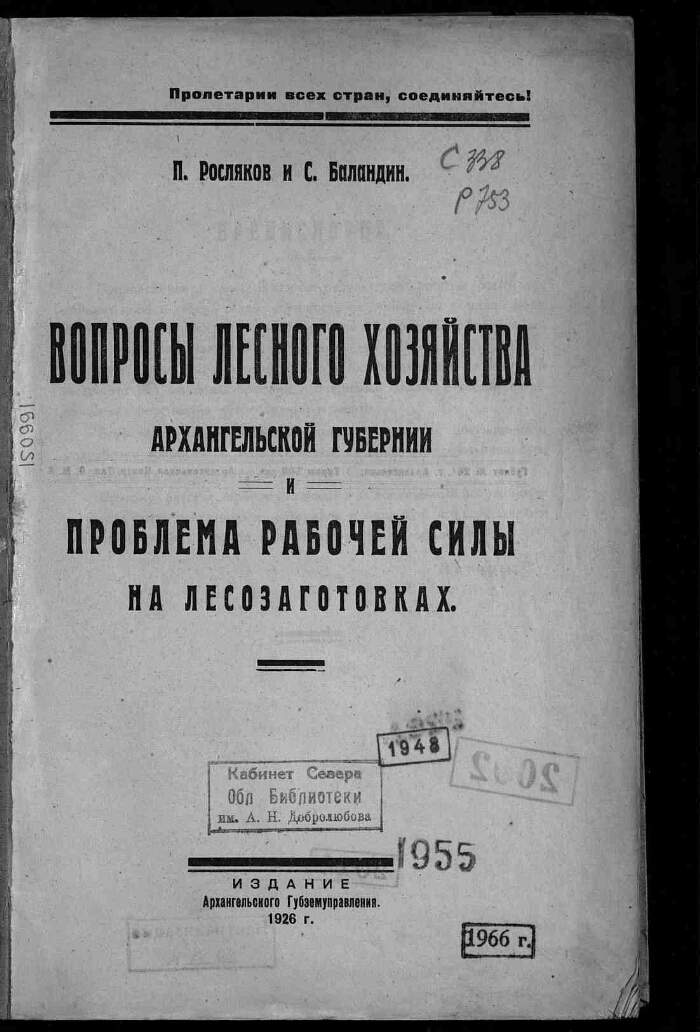 Пролетарии всех стран, соединяйтесь!
П. Росляков и С. Баландин.
С 338
Р 753
ВОПРОСЫ ЛЕСНОГО ХОЗЯЙСТВА
АРХАНГЕЛЬСКОЙ ГУБЕРНИИ
И
ПРОБЛЕМА РАБОЧЕЙ СИЛЫ
НА ЛЕСОЗАГОТОВКАХ.
166021
1948
2002
Кабинет Севера
Обл Библиотеки
им. А. Н. Добролюбова
1955
ИЗДАНИЕ
Архангельского Губземуправления.
1926 г.
1966 г.